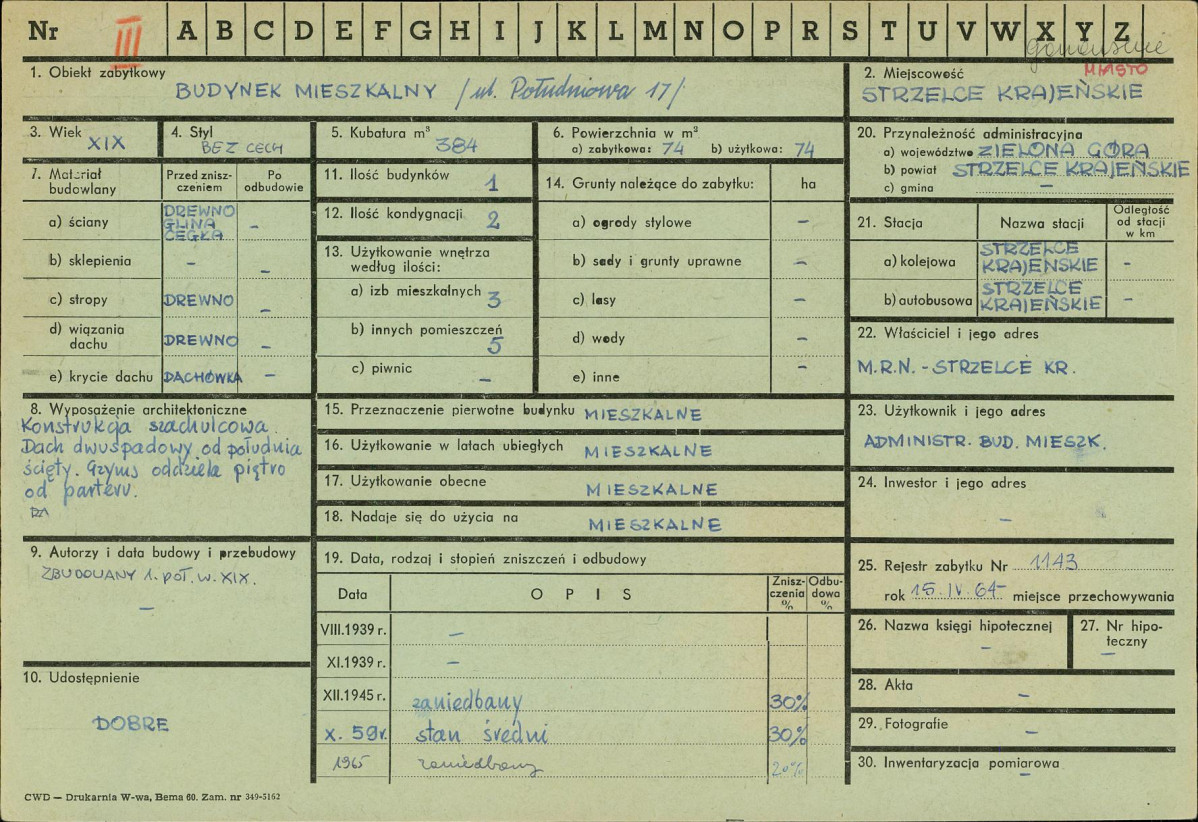 Nr III A B C D E F G H I J K L M N O P R S T U V W X Y Z
1. Obiekt zabytkowy
BUDYNEK MIESZKALNY /ul. Południowa 17/
2. Miejscowość
MIASTO
STRZELCE KRAJEŃSKIE
3. Wiek
XIX
4. Styl
BEZ CECH
5. Kubatura m³
384
6. Powierzchnia w m²
a) zabytkowa: 74 b) użytkowa: 74
20. Przynależność administracyjna
a) województwo ZIELONA GÓRA
b) powiat STRZELCE KRAJEŃSKIE
c) gmina –
7. Materiał budowlany
Przed znisz-
czeniem
Po
odbudowie
a) ściany DREWNO GLINA CEGŁA –
b) sklepienia – –
c) stropy DREWNO –
d) wiązania dachu DREWNO –
e) krycie dachu DACHÓWKA –
11. Ilość budynków 1
12. Ilość kondygnacji 2
13. Użytkowanie wnętrza
według ilości:
a) izb mieszkalnych 3
b) innych pomieszczeń 5
c) piwnic –
14. Grunty należące do zabytku: ha
a) ogrody stylowe –
b) sady i grunty uprawne –
c) lasy –
d) wody –
e) inne –
21. Stacja Nazwa stacji Odległość od stacji w km
a) kolejowa STRZELCE KRAJEŃSKIE –
b) autobusowa STRZELCE KRAJEŃSKIE –
22. Właściciel i jego adres
M.R.N. - STRZELCE KR.
8. Wyposażenie architektoniczne
Konstrukcja szachulcowa.
Dach dwuspadowy od południa
ścięty. Gzyms oddziela piętro
od parteru.
15. Przeznaczenie pierwotne budynku MIESZKALNE
16. Użytkowanie w latach ubiegłych MIESZKALNE
17. Użytkowanie obecne MIESZKALNE
18. Nadaje się do użycia na MIESZKALNE
23. Użytkownik i jego adres
ADMINISTR. BUD. MIESZK.
24. Inwestor i jego adres
–
9. Autorzy i data budowy i przebudowy
ZBUDOWANY 1. POŁ. W. XIX.
–
10. Udostępnienie
DOBRE
19. Data, rodzaj i stopień zniszczeń i odbudowy
Data OPIS Znisz-
czenia
% Odbu-
dowa
%
VIII.1939 r. –
XI.1939 r. –
XII.1945 r. zaniedbany 30%
X. 59r. stan średni 30%
1965 zaniedbany 20%
25. Rejestr zabytku Nr 1143
rok 15.IV.64 miejsce przechowywania
26. Nazwa księgi hipotecznej
–
27. Nr hipo-
teczny
–
28. Akta –
29. Fotografie –
30. Inwentaryzacja pomiarowa
–
CWD — Drukarnia W-wa, Bema 60. Zam. nr 349-5162